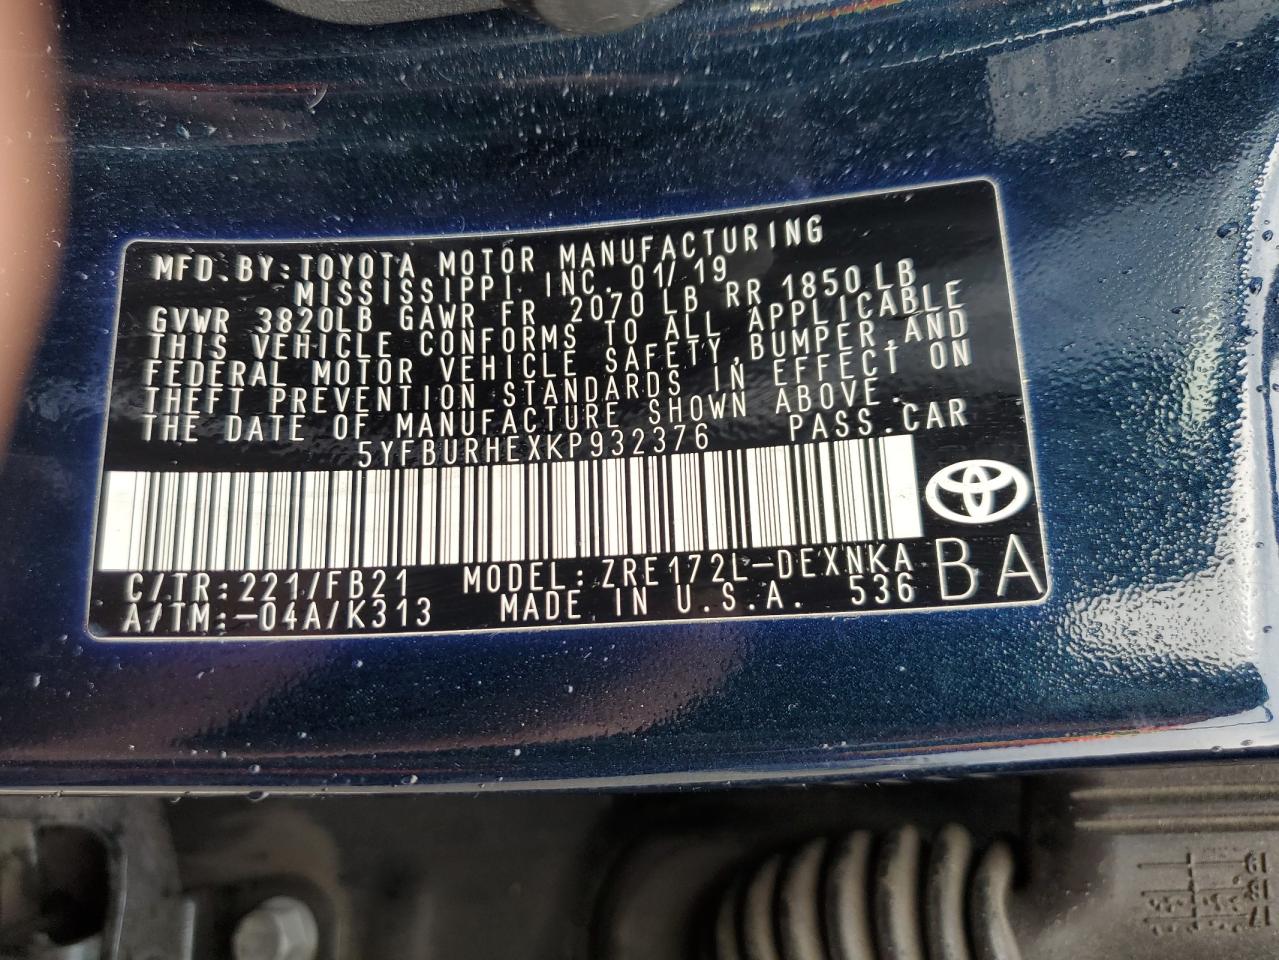 MFD. BY: TOYOTA MOTOR MANUFACTURING
MISSISSIPPI, INC. 01/19
GVWR 3820LB GAWR FR 2070 LB RR 1850 LB
THIS VEHICLE CONFORMS TO ALL APPLICABLE
FEDERAL MOTOR VEHICLE SAFETY, BUMPER, AND
THEFT PREVENTION STANDARDS IN EFFECT ON
THE DATE OF MANUFACTURE SHOWN ABOVE.
5YFBURHEXKP932376 PASS. CAR
C/TR: 221/FB21 MODEL: ZRE172L-DEXNKA
A/TM: -04A/K313 MADE IN U.S.A. 536
BA
19
18
17